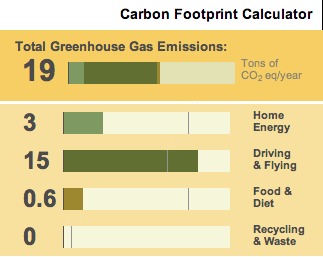 Carbon Footprint Calculator
Total Greenhouse Gas Emissions:
19 Tons of
CO2 eq/year
3 Home
Energy
15 Driving
& Flying
0.6 Food &
Diet
0 Recycling
& Waste